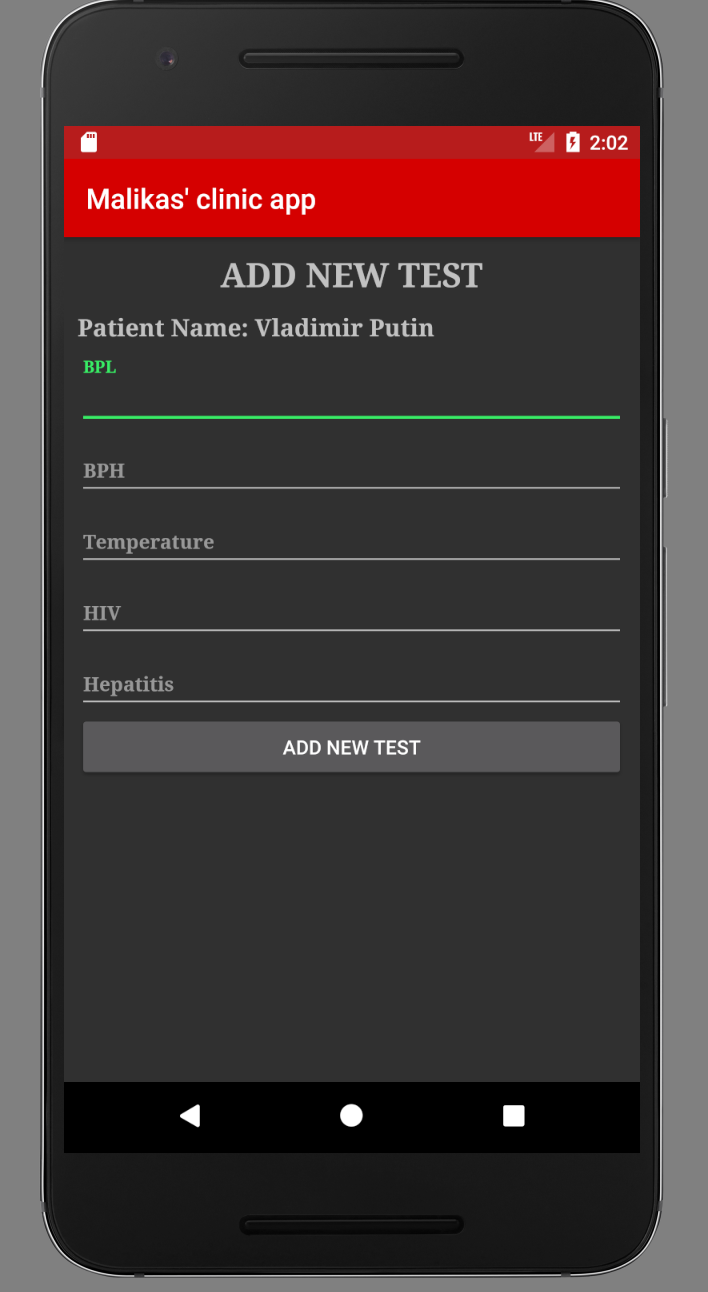 LTE 2:02
Malikas' clinic app
ADD NEW TEST
Patient Name: Vladimir Putin
BPL
BPH
Temperature
HIV
Hepatitis
ADD NEW TEST